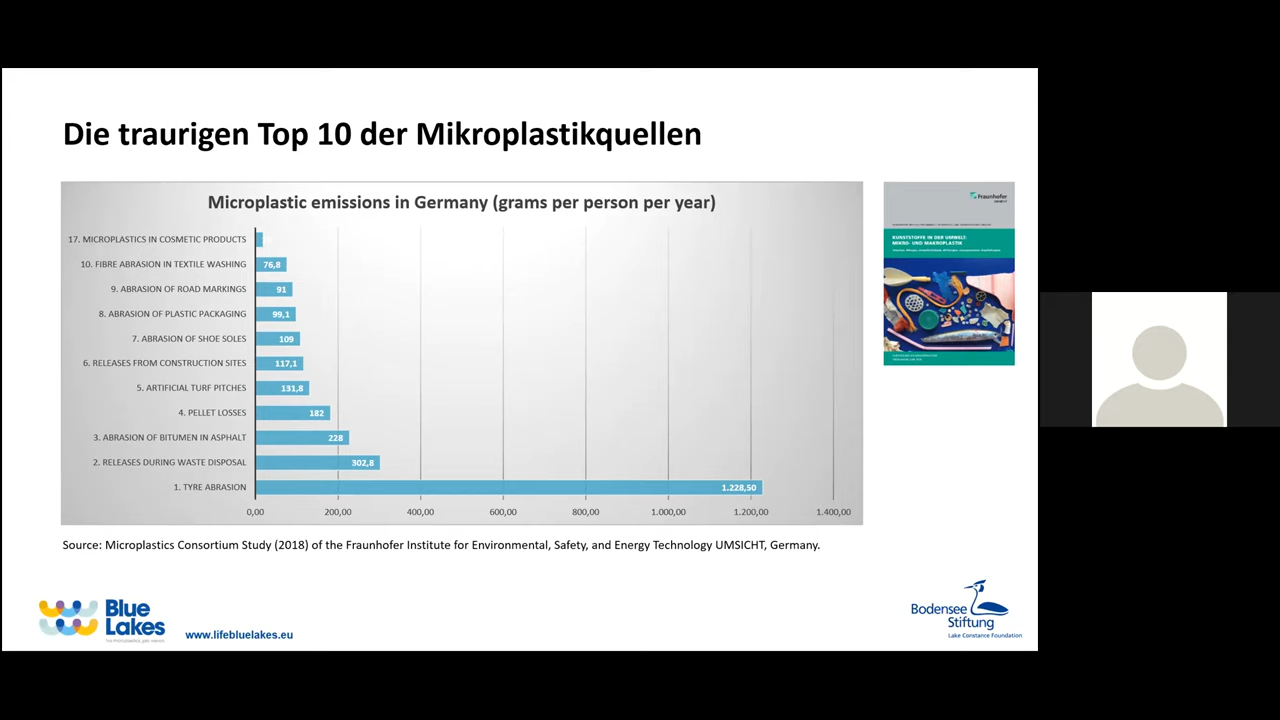 Die traurigen Top 10 der Mikroplastikquellen
Microplastic emissions in Germany (grams per person per year)
17. MICROPLASTICS IN COSMETIC PRODUCTS
10. FIBRE ABRASION IN TEXTILE WASHING 76,8
9. ABRASION OF ROAD MARKINGS 91
8. ABRASION OF PLASTIC PACKAGING 99,1
7. ABRASION OF SHOE SOLES 109
6. RELEASES FROM CONSTRUCTION SITES 117,1
5. ARTIFICIAL TURF PITCHES 131,8
4. PELLET LOSSES 182
3. ABRASION OF BITUMEN IN ASPHALT 228
2. RELEASES DURING WASTE DISPOSAL 302,8
1. TYRE ABRASION 1.228,50
0,00 200,00 400,00 600,00 800,00 1.000,00 1.200,00 1.400,00
Fraunhofer
UMSICHT
KUNSTSTOFFE IN DER UMWELT:
MIKRO- UND MAKROPLASTIK
Source: Microplastics Consortium Study (2018) of the Fraunhofer Institute for Environmental, Safety, and Energy Technology UMSICHT, Germany.
Blue
Lakes
www.lifebluelakes.eu
Bodensee
Stiftung
Lake Constance Foundation